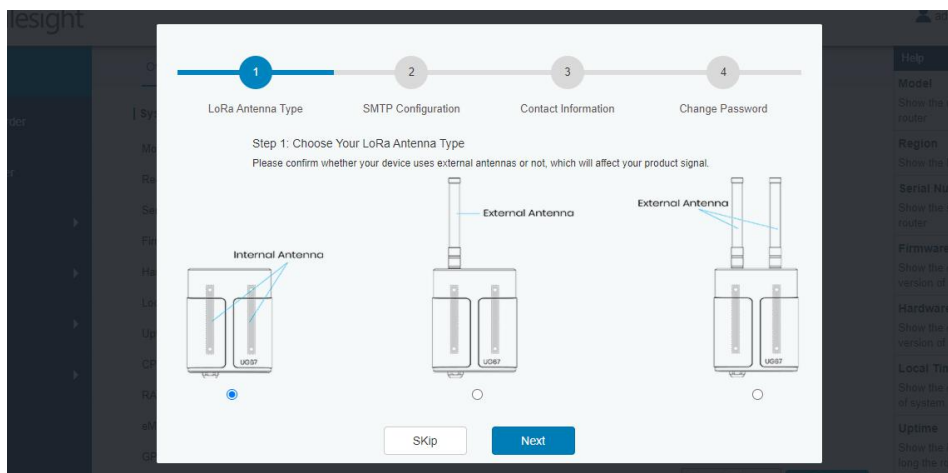 lesight
1 2 3 4
LoRa Antenna Type SMTP Configuration Contact Information Change Password
Step 1: Choose Your LoRa Antenna Type
Please confirm whether your device uses external antennas or not, which will affect your product signal.
Internal Antenna
External Antenna
External Antenna
UG67
UG67
UG67
SKip Next
Help
Model
Show the
router
Region
Show the
Serial Nu
Show the
router
Firmware
Show the
version of
Hardwar
Show the
version of
Local Tim
Show the
of system
Uptime
Show the
long the